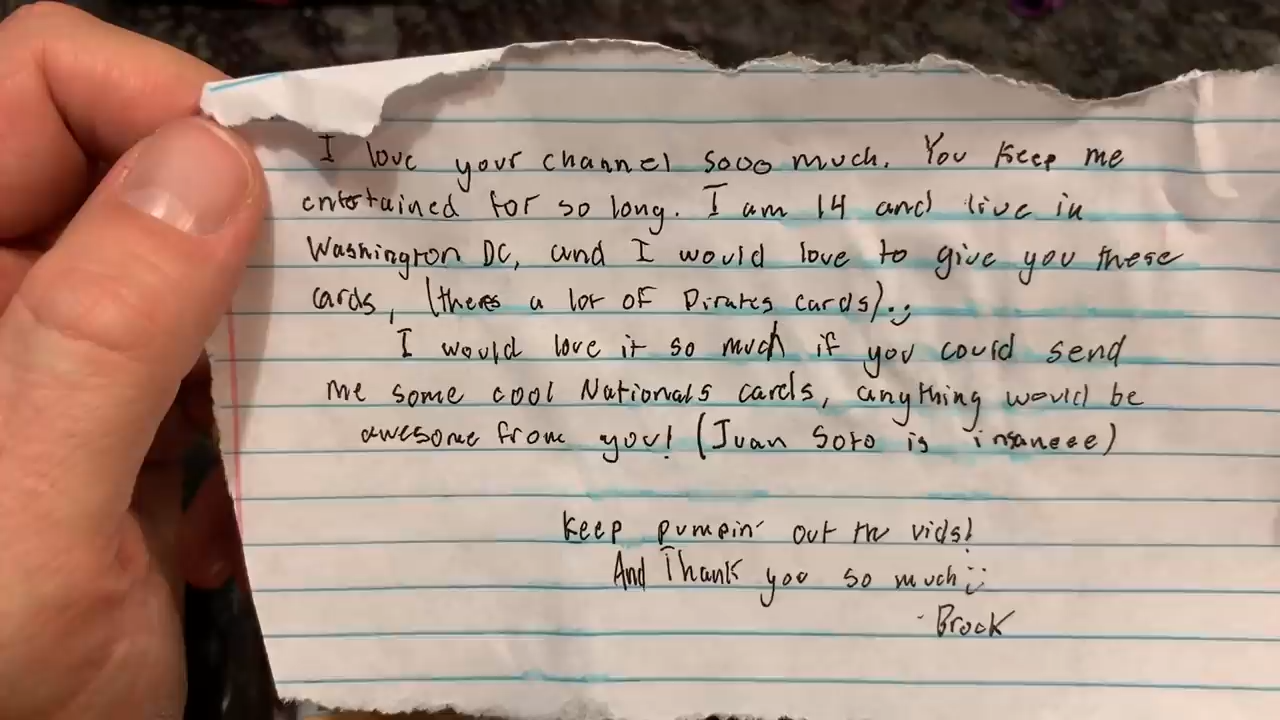 I love your channel sooo much. You keep me
entertained for so long. I am 14 and live in
Washington DC, and I would love to give you these
cards, (theres a lot of Pirates cards).:)
I would love it so much if you could send
me some cool Nationals cards, anything would be
awesome from you! (Juan Soto is insaneee)
Keep pumpin' out the vids!
And Thank you so much :)
-Brock